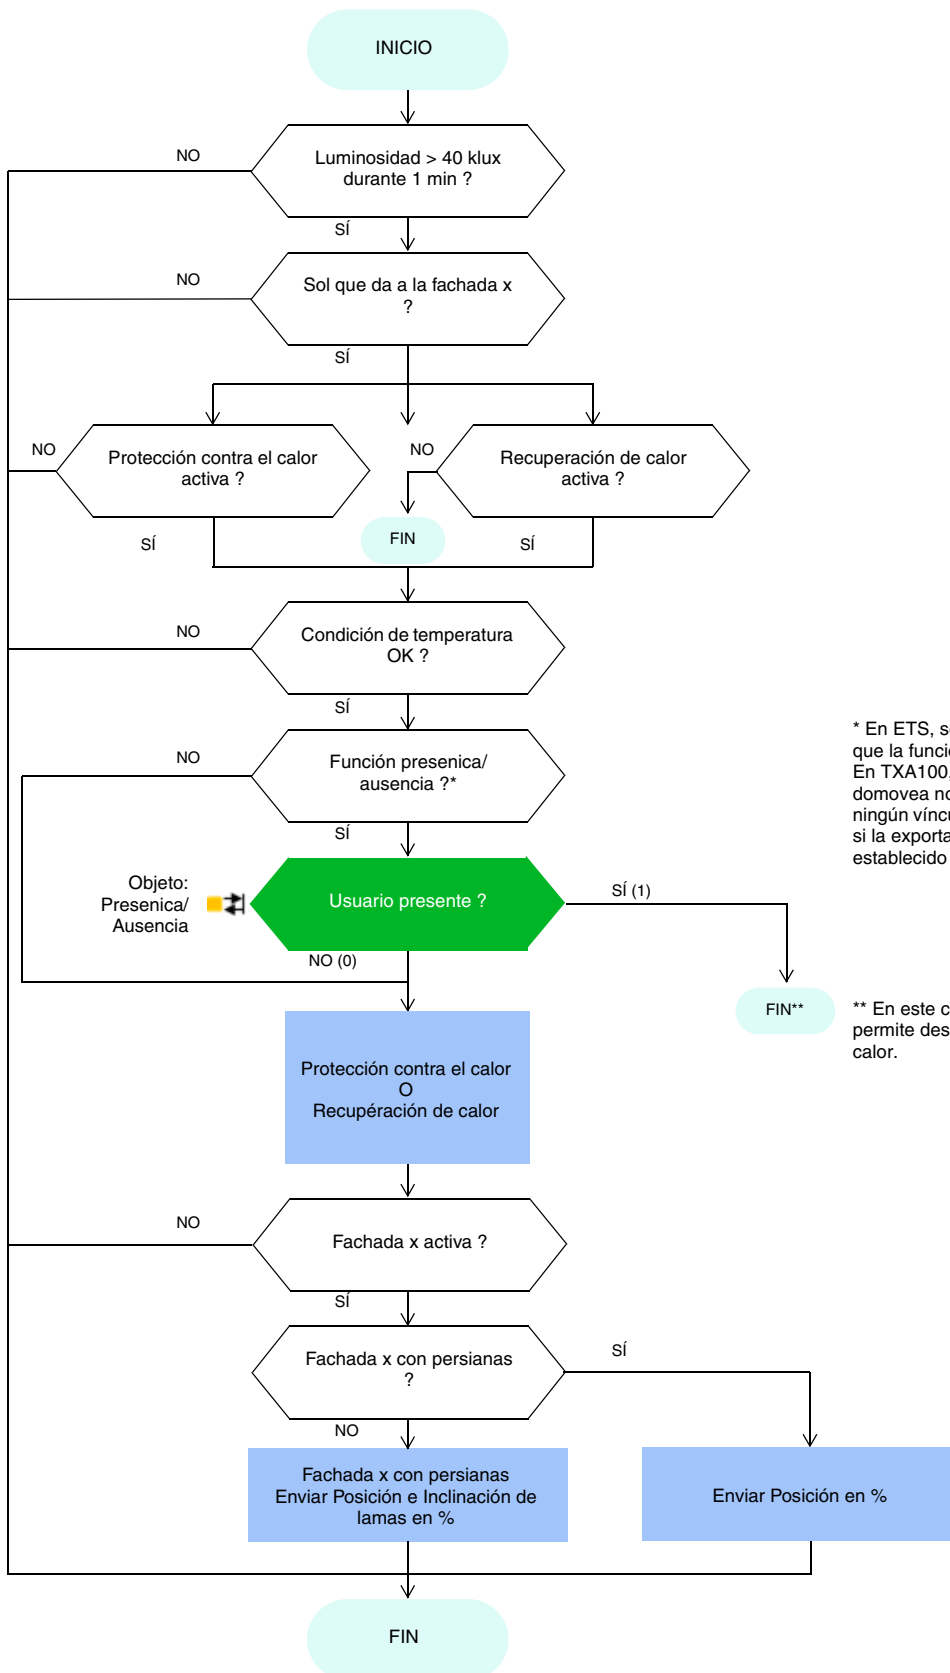 INICIO
NO
Luminosidad > 40 klux
durante 1 min ?
SÍ
NO
Sol que da a la fachada x
?
SÍ
NO
Protección contra el calor
activa ?
NO
Recuperación de calor
activa ?
SÍ
FIN
SÍ
NO
Condición de temperatura
OK ?
SÍ
NO
Función presenica/
ausencia ?*
SÍ
* En ETS,
que la
En TXA100,
domovea
ningún
si la
establecido
Objeto:
Presenica/
Ausencia
Usuario presente ?
SÍ (1)
NO (0)
FIN**
** En este
permite
calor.
Protección contra el calor
O
Recupéración de calor
NO
Fachada x activa ?
SÍ
Fachada x con persianas
?
SÍ
NO
Fachada x con persianas
Enviar Posición e Inclinación de
lamas en %
Enviar Posición en %
FIN